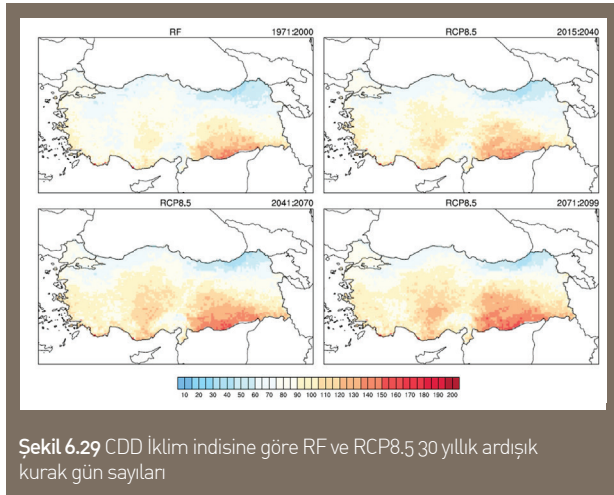 RF 1971:2000
RCP8.5 2015:2040
RCP8.5 2041:2070
RCP8.5 2071:2099
10 20 30 40 50 60 70 80 90 100 110 120 130 140 150 160 170 180 190 200
Şekil 6.29 CDD İklim indisine göre RF ve RCP8.5 30 yıllık ardışık
kurak gün sayıları